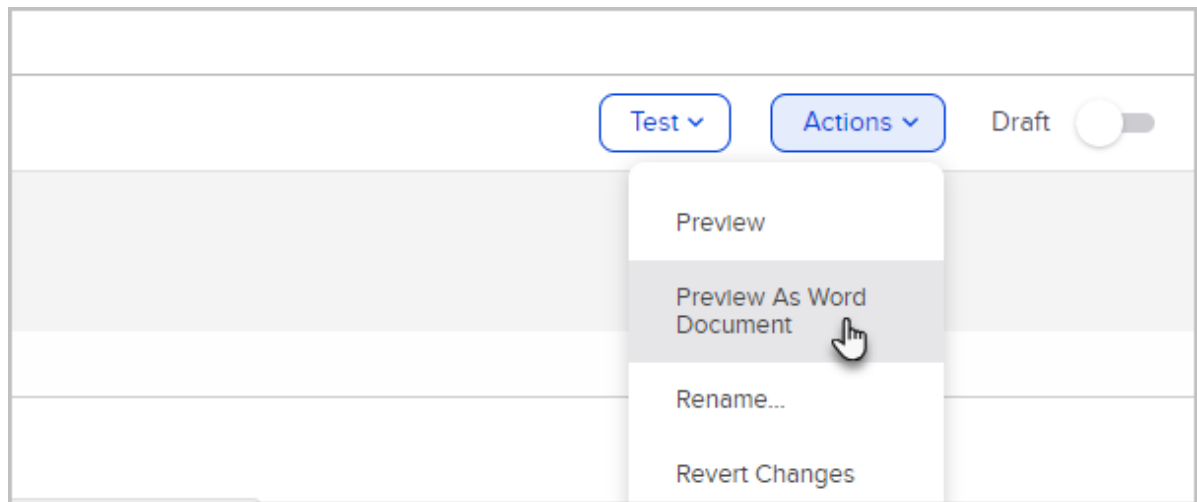 Test
Actions
Draft
Preview
Preview As Word
Document
Rename...
Revert Changes